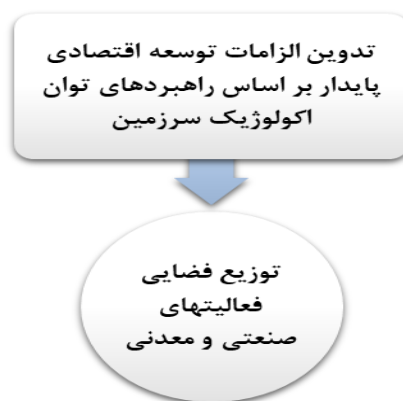 تدوین الزامات توسعه اقتصادی
پایدار بر اساس راهبردهای توان
اکولوژیک سرزمین
توزیع فضایی
فعالیتهای
صنعتی و معدنی